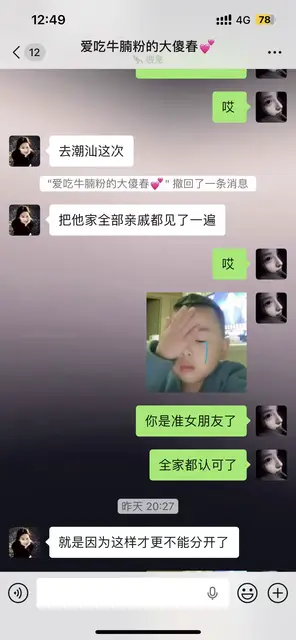 12:49
4G 78
12
爱吃牛腩粉的大傻春💕
哎
去潮汕这次
"爱吃牛腩粉的大傻春💕" 撤回了一条消息
把他家全部亲戚都见了一遍
哎
你是准女朋友了
全家都认可了
昨天 20:27
就是因为这样才更不能分开了